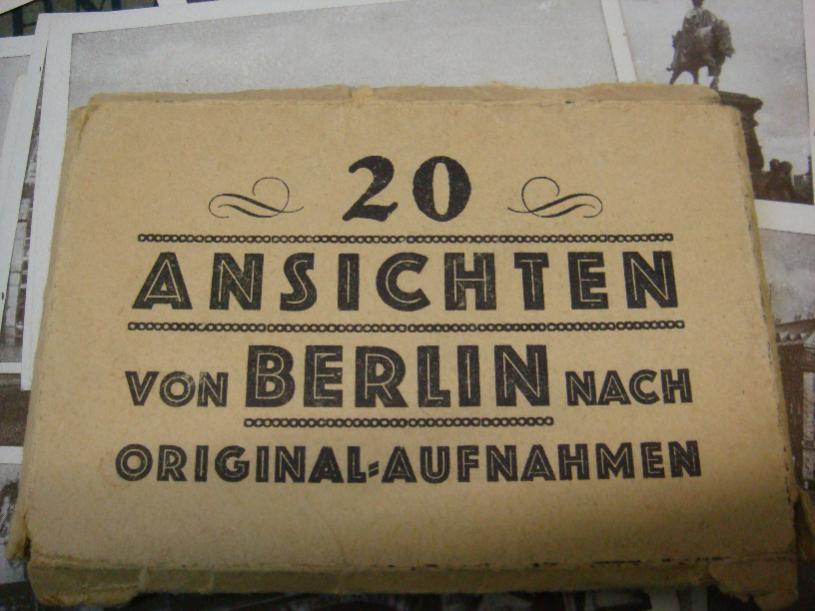 20
ANSICHTEN
VON BERLIN NACH
ORIGINAL-AUFNAHMEN